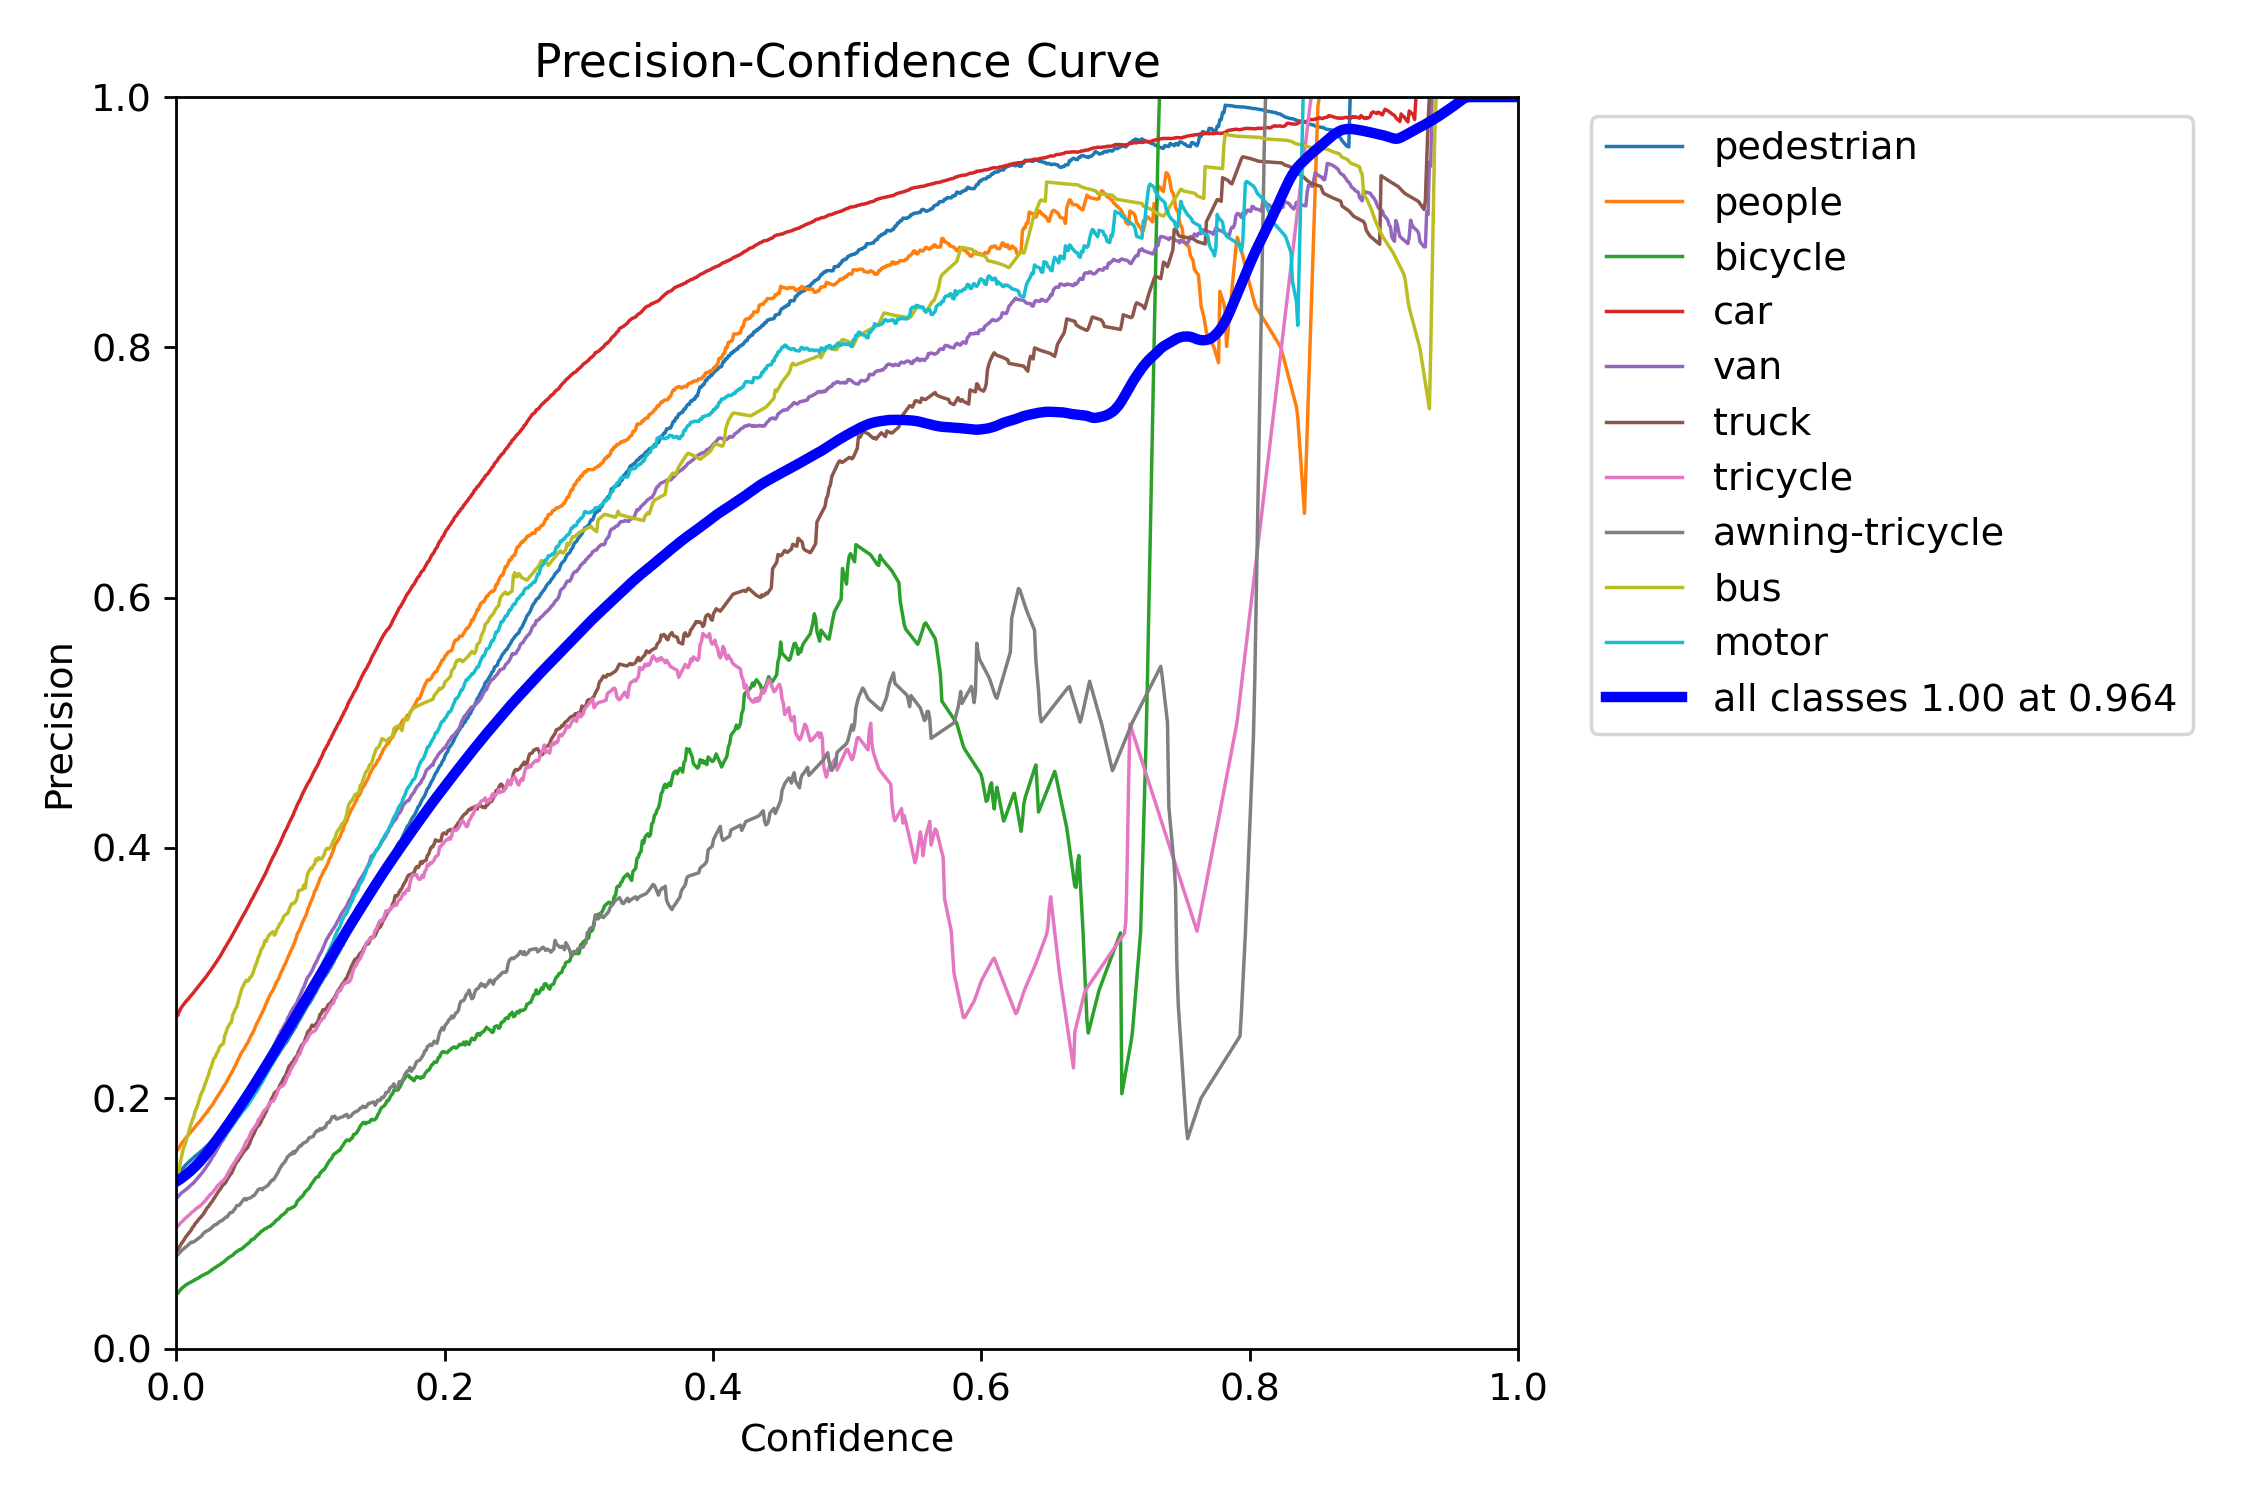 Precision-Confidence Curve
1.0
0.8
0.6
0.4
0.2
0.0
Precision
0.0 0.2 0.4 0.6 0.8 1.0
Confidence
pedestrian
people
bicycle
car
van
truck
tricycle
awning-tricycle
bus
motor
all classes 1.00 at 0.964